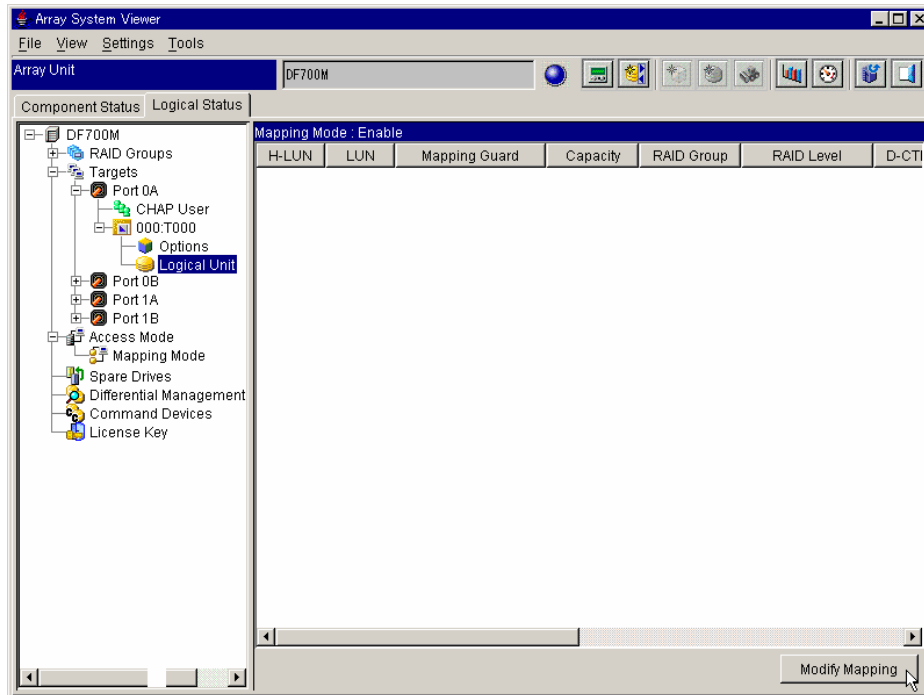 Array System Viewer
File View Settings Tools
Array Unit DF700M
Component Status Logical Status
DF700M
RAID Groups
Targets
Port 0A
CHAP User
000:T000
Options
Logical Unit
Port 0B
Port 1A
Port 1B
Access Mode
Mapping Mode
Spare Drives
Differential Management
Command Devices
License Key
Mapping Mode : Enable
H-LUN LUN Mapping Guard Capacity RAID Group RAID Level D-CTL
Modify Mapping